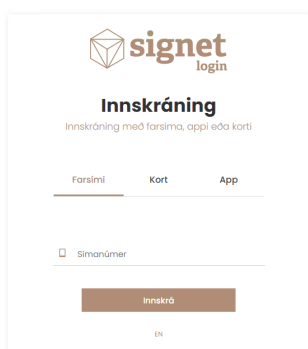 signet
login
Innskráning
Innskráning með farsíma, appi eða korti
Farsími Kort App
Símanúmer
Innskrá
EN